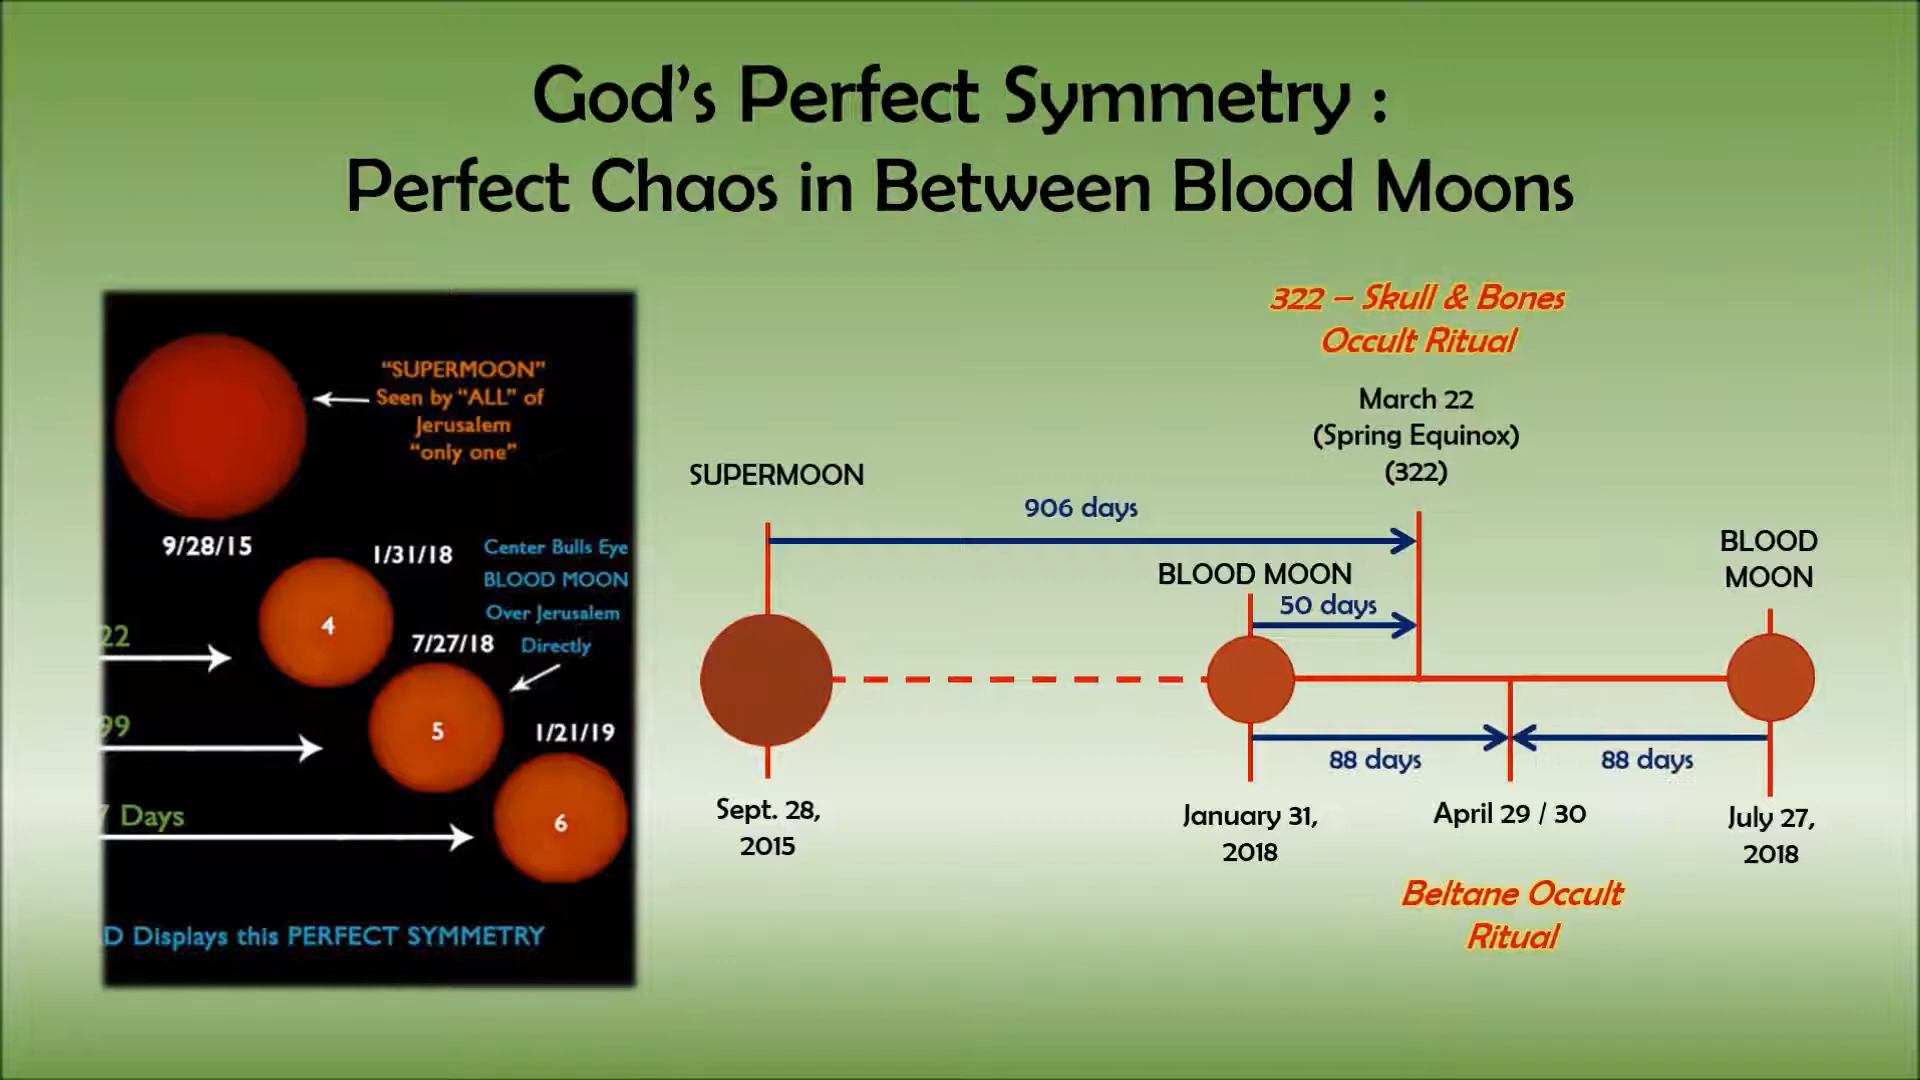 God's Perfect Symmetry :
Perfect Chaos in Between Blood Moons
"SUPERMOON"
Seen by "ALL" of
Jerusalem
"only one"
9/28/15
1/31/18
Center Bulls Eye
BLOOD MOON
Over Jerusalem
Directly
4
22
7/27/18
5
99
1/21/19
6
7 Days
D Displays this PERFECT SYMMETRY
322 – Skull & Bones
Occult Ritual
March 22
(Spring Equinox)
(322)
SUPERMOON
906 days
BLOOD MOON
50 days
BLOOD
MOON
88 days
88 days
Sept. 28,
2015
January 31,
2018
April 29 / 30
July 27,
2018
Beltane Occult
Ritual